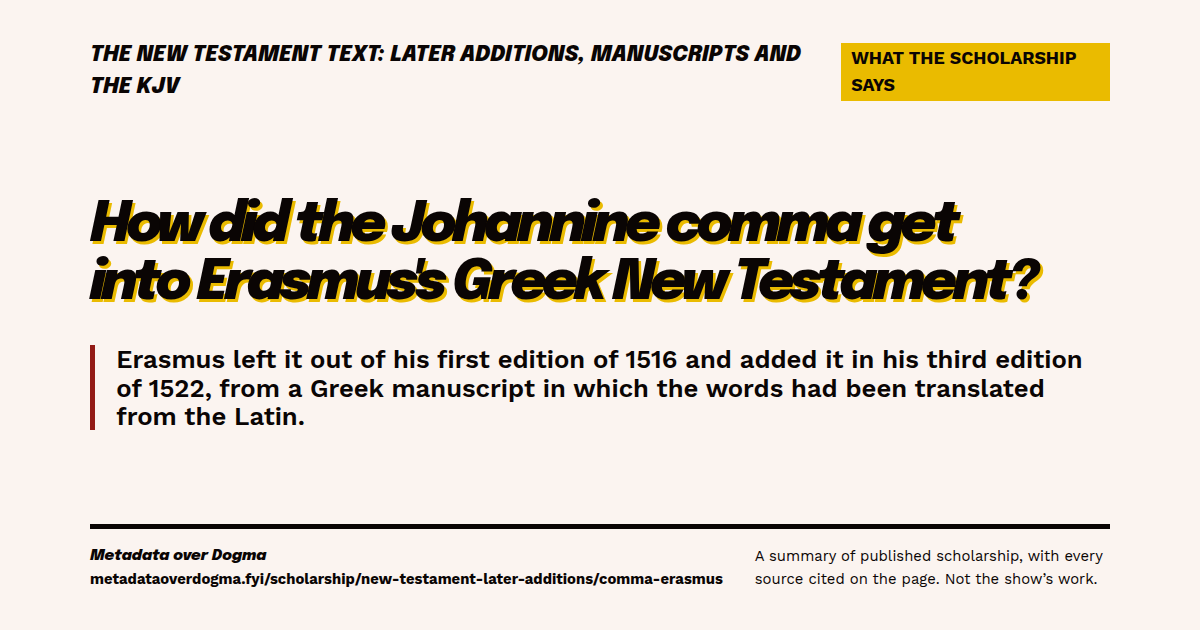 THE NEW TESTAMENT TEXT: LATER ADDITIONS, MANUSCRIPTS AND
THE KJV
WHAT THE SCHOLARSHIP
SAYS
How did the Johannine comma get
into Erasmus's Greek New Testament?
Erasmus left it out of his first edition of 1516 and added it in his third edition
of 1522, from a Greek manuscript in which the words had been translated
from the Latin.
Metadata over Dogma
metadataoverdogma.fyi/scholarship/new-testament-later-additions/comma-erasmus
A summary of published scholarship, with every
source cited on the page. Not the show’s work.